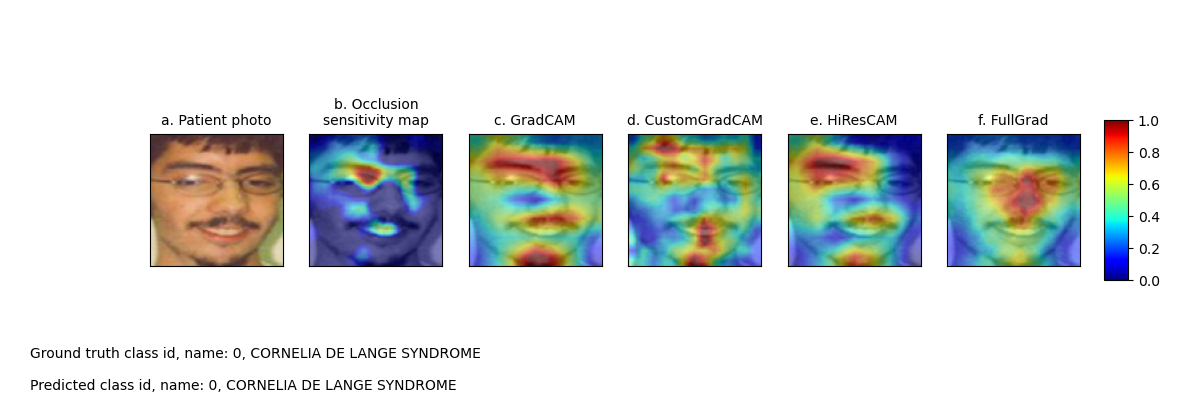 a. Patient photo
b. Occlusion
sensitivity map
c. GradCAM
d. CustomGradCAM
e. HiResCAM
f. FullGrad
1.0
0.8
0.6
0.4
0.2
0.0
Ground truth class id, name: 0, CORNELIA DE LANGE SYNDROME
Predicted class id, name: 0, CORNELIA DE LANGE SYNDROME